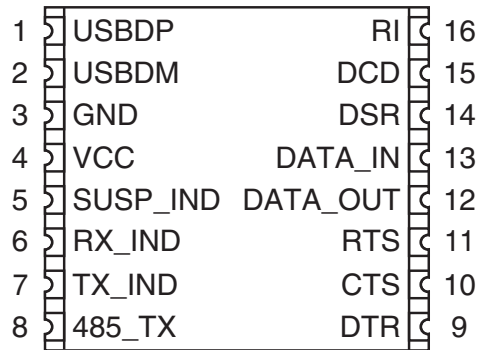 1 USBDP RI 16
2 USBDM DCD 15
3 GND DSR 14
4 VCC DATA_IN 13
5 SUSP_IND DATA_OUT 12
6 RX_IND RTS 11
7 TX_IND CTS 10
8 485_TX DTR 9